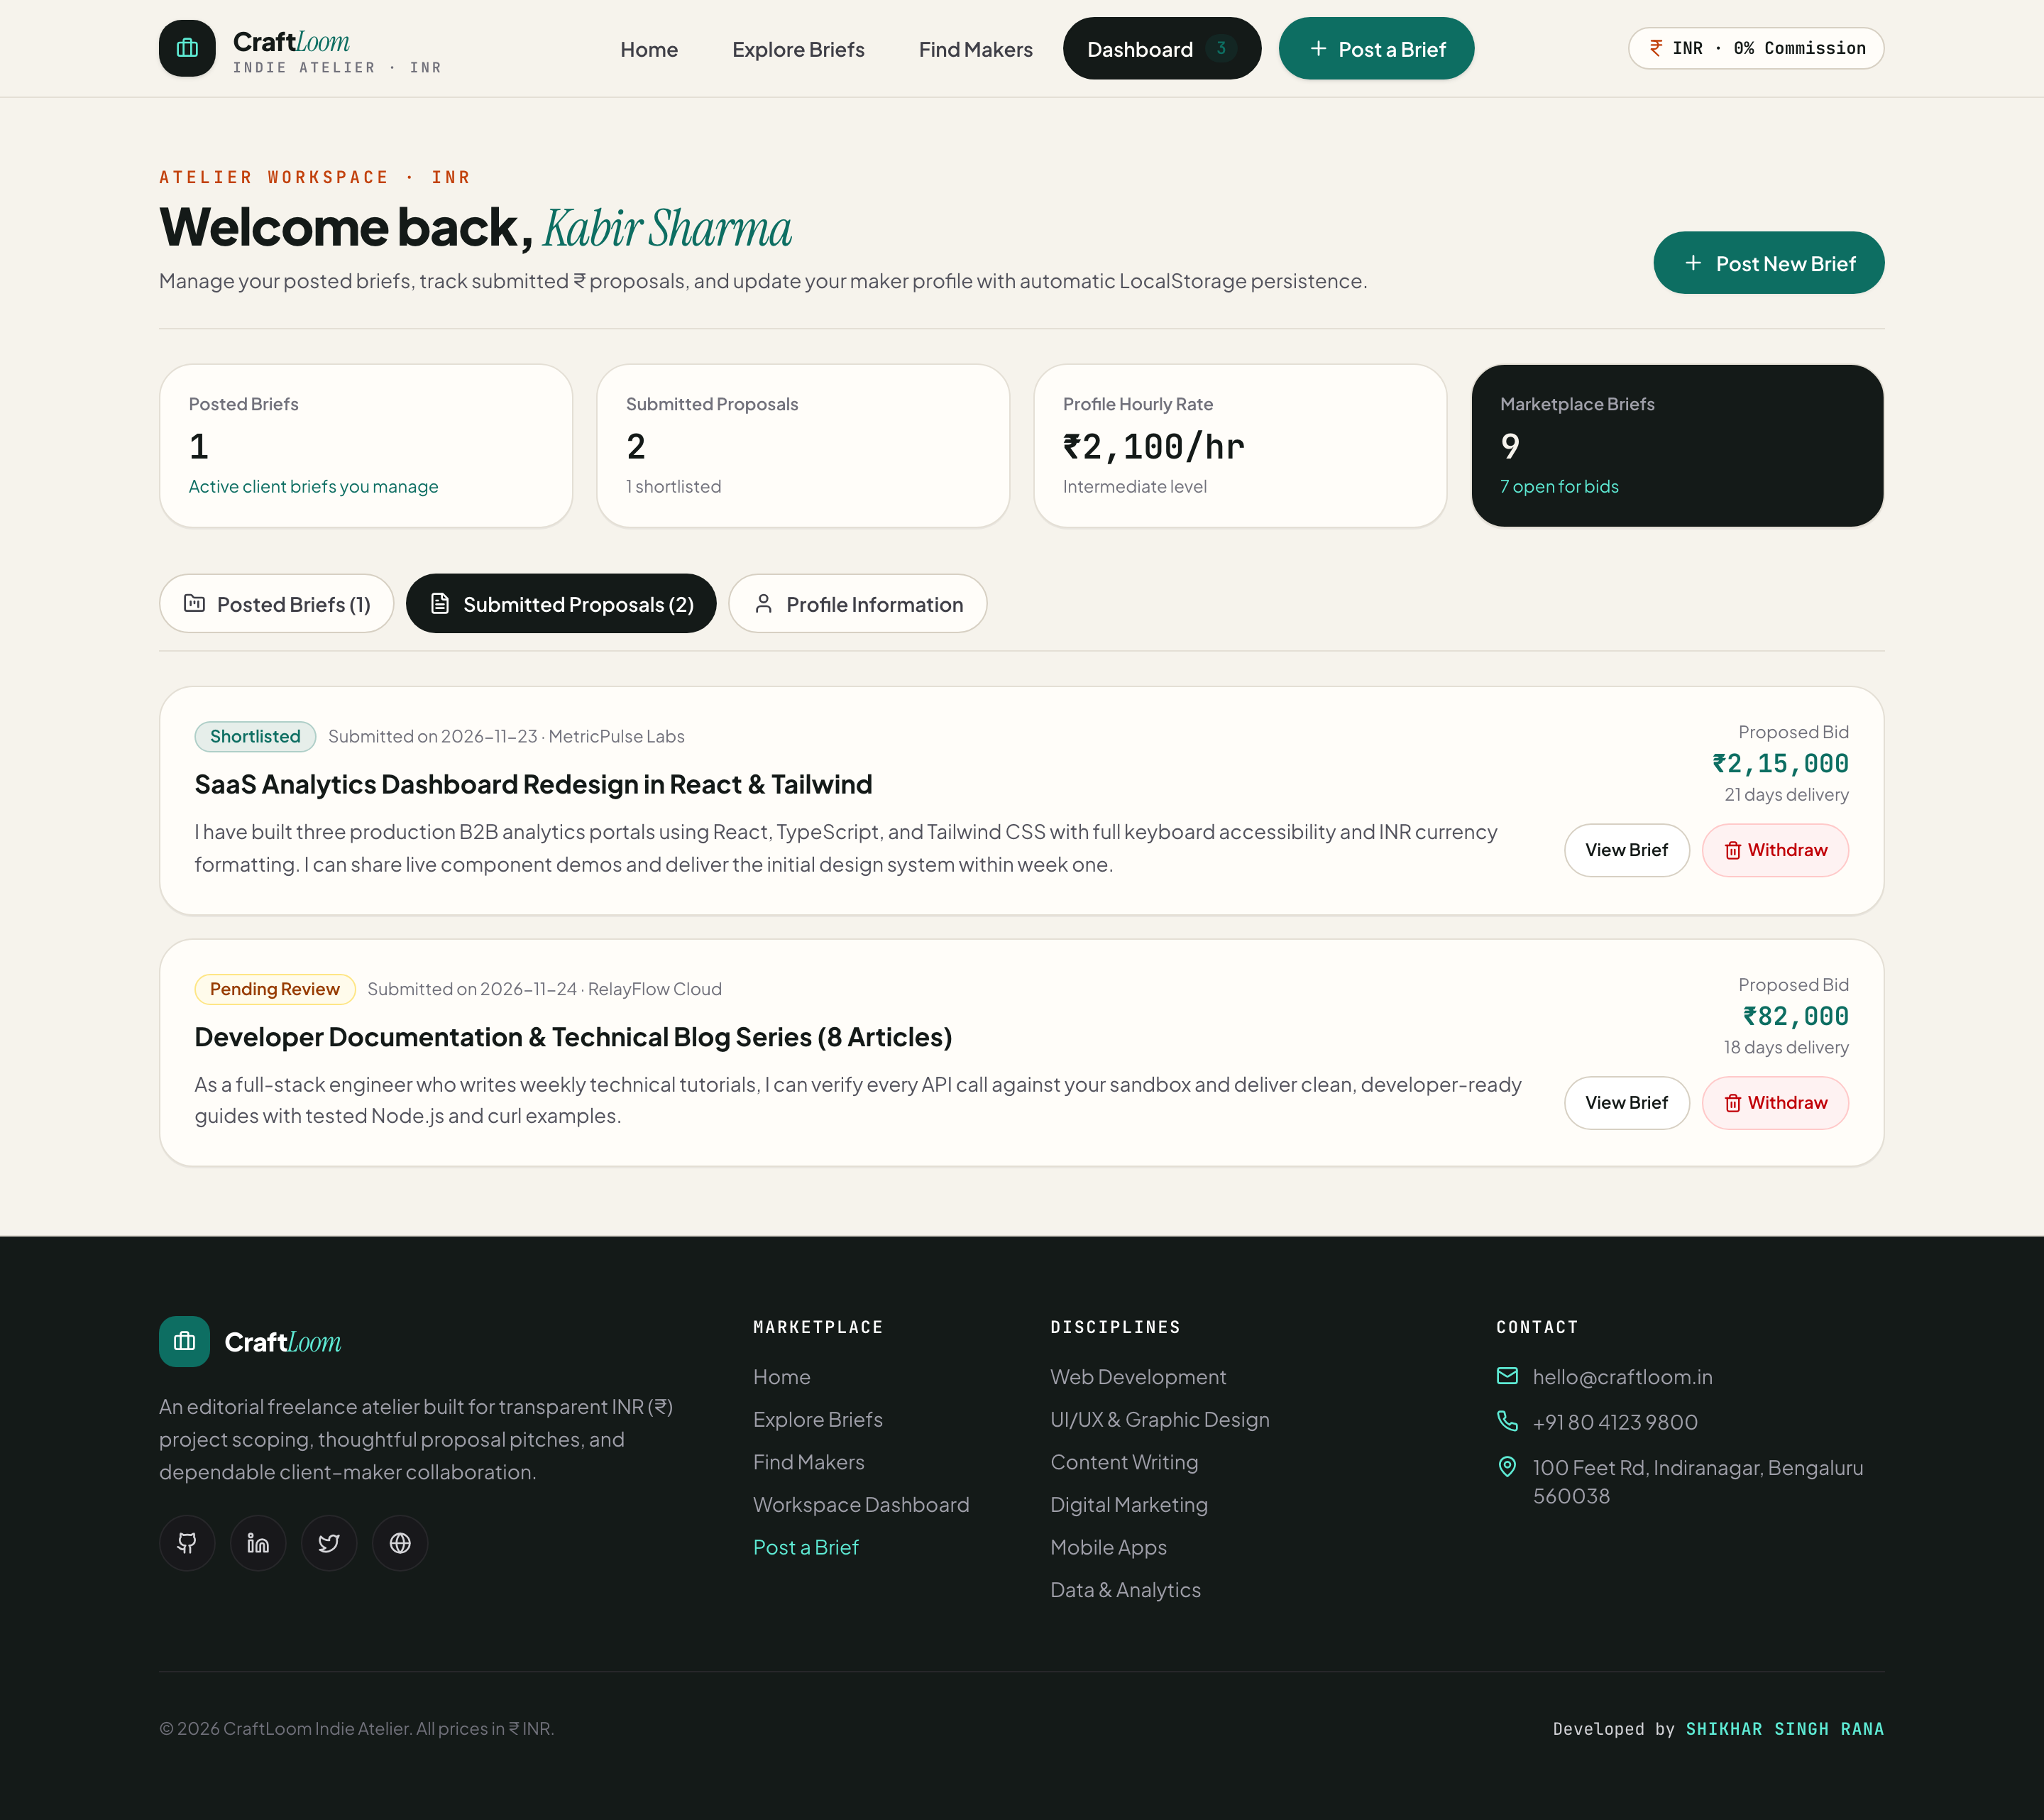 CraftLoom
INDIE ATELIER · INR
Home
Explore Briefs
Find Makers
Dashboard 3
Post a Brief
₹ INR · 0% Commission
ATELIER WORKSPACE · INR
Welcome back, Kabir Sharma
Manage your posted briefs, track submitted ₹ proposals, and update your maker profile with automatic LocalStorage persistence.
Post New Brief
Posted Briefs
1
Active client briefs you manage
Submitted Proposals
2
1 shortlisted
Profile Hourly Rate
₹2,100/hr
Intermediate level
Marketplace Briefs
9
7 open for bids
Posted Briefs (1)
Submitted Proposals (2)
Profile Information
Shortlisted
Submitted on 2026-11-23 · MetricPulse Labs
SaaS Analytics Dashboard Redesign in React & Tailwind
I have built three production B2B analytics portals using React, TypeScript, and Tailwind CSS with full keyboard accessibility and INR currency
formatting. I can share live component demos and deliver the initial design system within week one.
Proposed Bid
₹2,15,000
21 days delivery
View Brief
Withdraw
Pending Review
Submitted on 2026-11-24 · RelayFlow Cloud
Developer Documentation & Technical Blog Series (8 Articles)
As a full-stack engineer who writes weekly technical tutorials, I can verify every API call against your sandbox and deliver clean, developer-ready
guides with tested Node.js and curl examples.
Proposed Bid
₹82,000
18 days delivery
View Brief
Withdraw
CraftLoom
An editorial freelance atelier built for transparent INR (₹)
project scoping, thoughtful proposal pitches, and
dependable client–maker collaboration.
MARKETPLACE
Home
Explore Briefs
Find Makers
Workspace Dashboard
Post a Brief
DISCIPLINES
Web Development
UI/UX & Graphic Design
Content Writing
Digital Marketing
Mobile Apps
Data & Analytics
CONTACT
hello@craftloom.in
+91 80 4123 9800
100 Feet Rd, Indiranagar, Bengaluru
560038
© 2026 CraftLoom Indie Atelier. All prices in ₹ INR.
Developed by SHIKHAR SINGH RANA